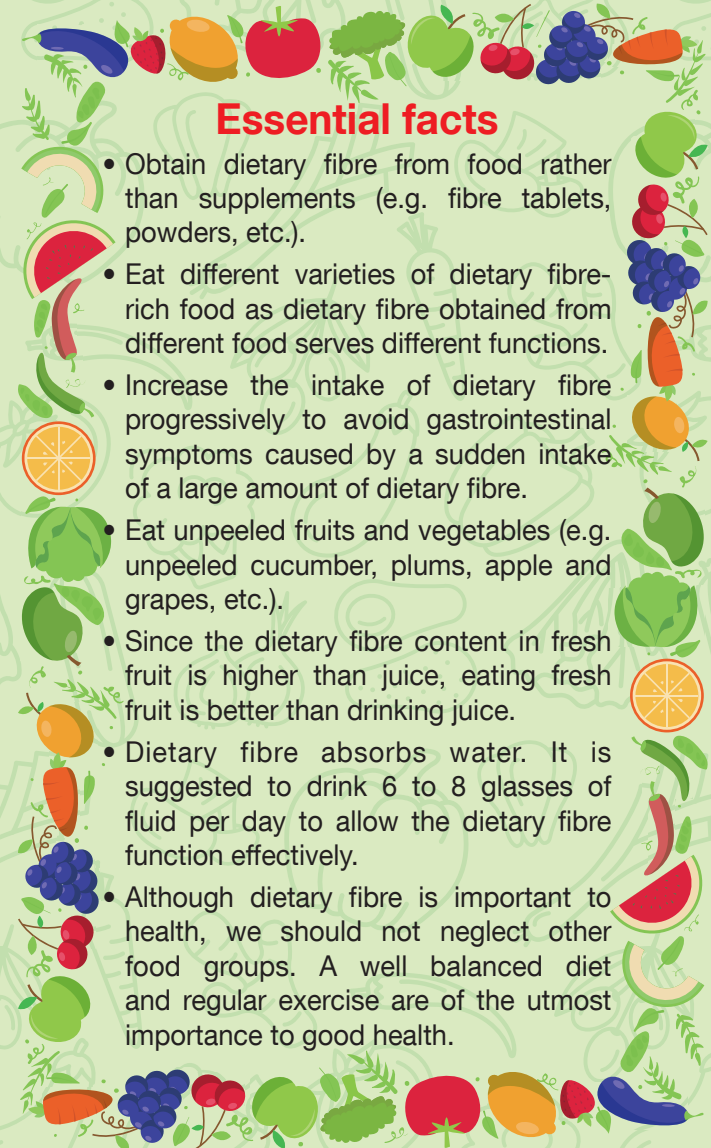 Essential facts
• Obtain dietary fibre from food rather
than supplements (e.g. fibre tablets,
powders, etc.).
• Eat different varieties of dietary fibre-
rich food as dietary fibre obtained from
different food serves different functions.
• Increase the intake of dietary fibre
progressively to avoid gastrointestinal
symptoms caused by a sudden intake
of a large amount of dietary fibre.
• Eat unpeeled fruits and vegetables (e.g.
unpeeled cucumber, plums, apple and
grapes, etc.).
• Since the dietary fibre content in fresh
fruit is higher than juice, eating fresh
fruit is better than drinking juice.
• Dietary fibre absorbs water. It is
suggested to drink 6 to 8 glasses of
fluid per day to allow the dietary fibre
function effectively.
• Although dietary fibre is important to
health, we should not neglect other
food groups. A well balanced diet
and regular exercise are of the utmost
importance to good health.